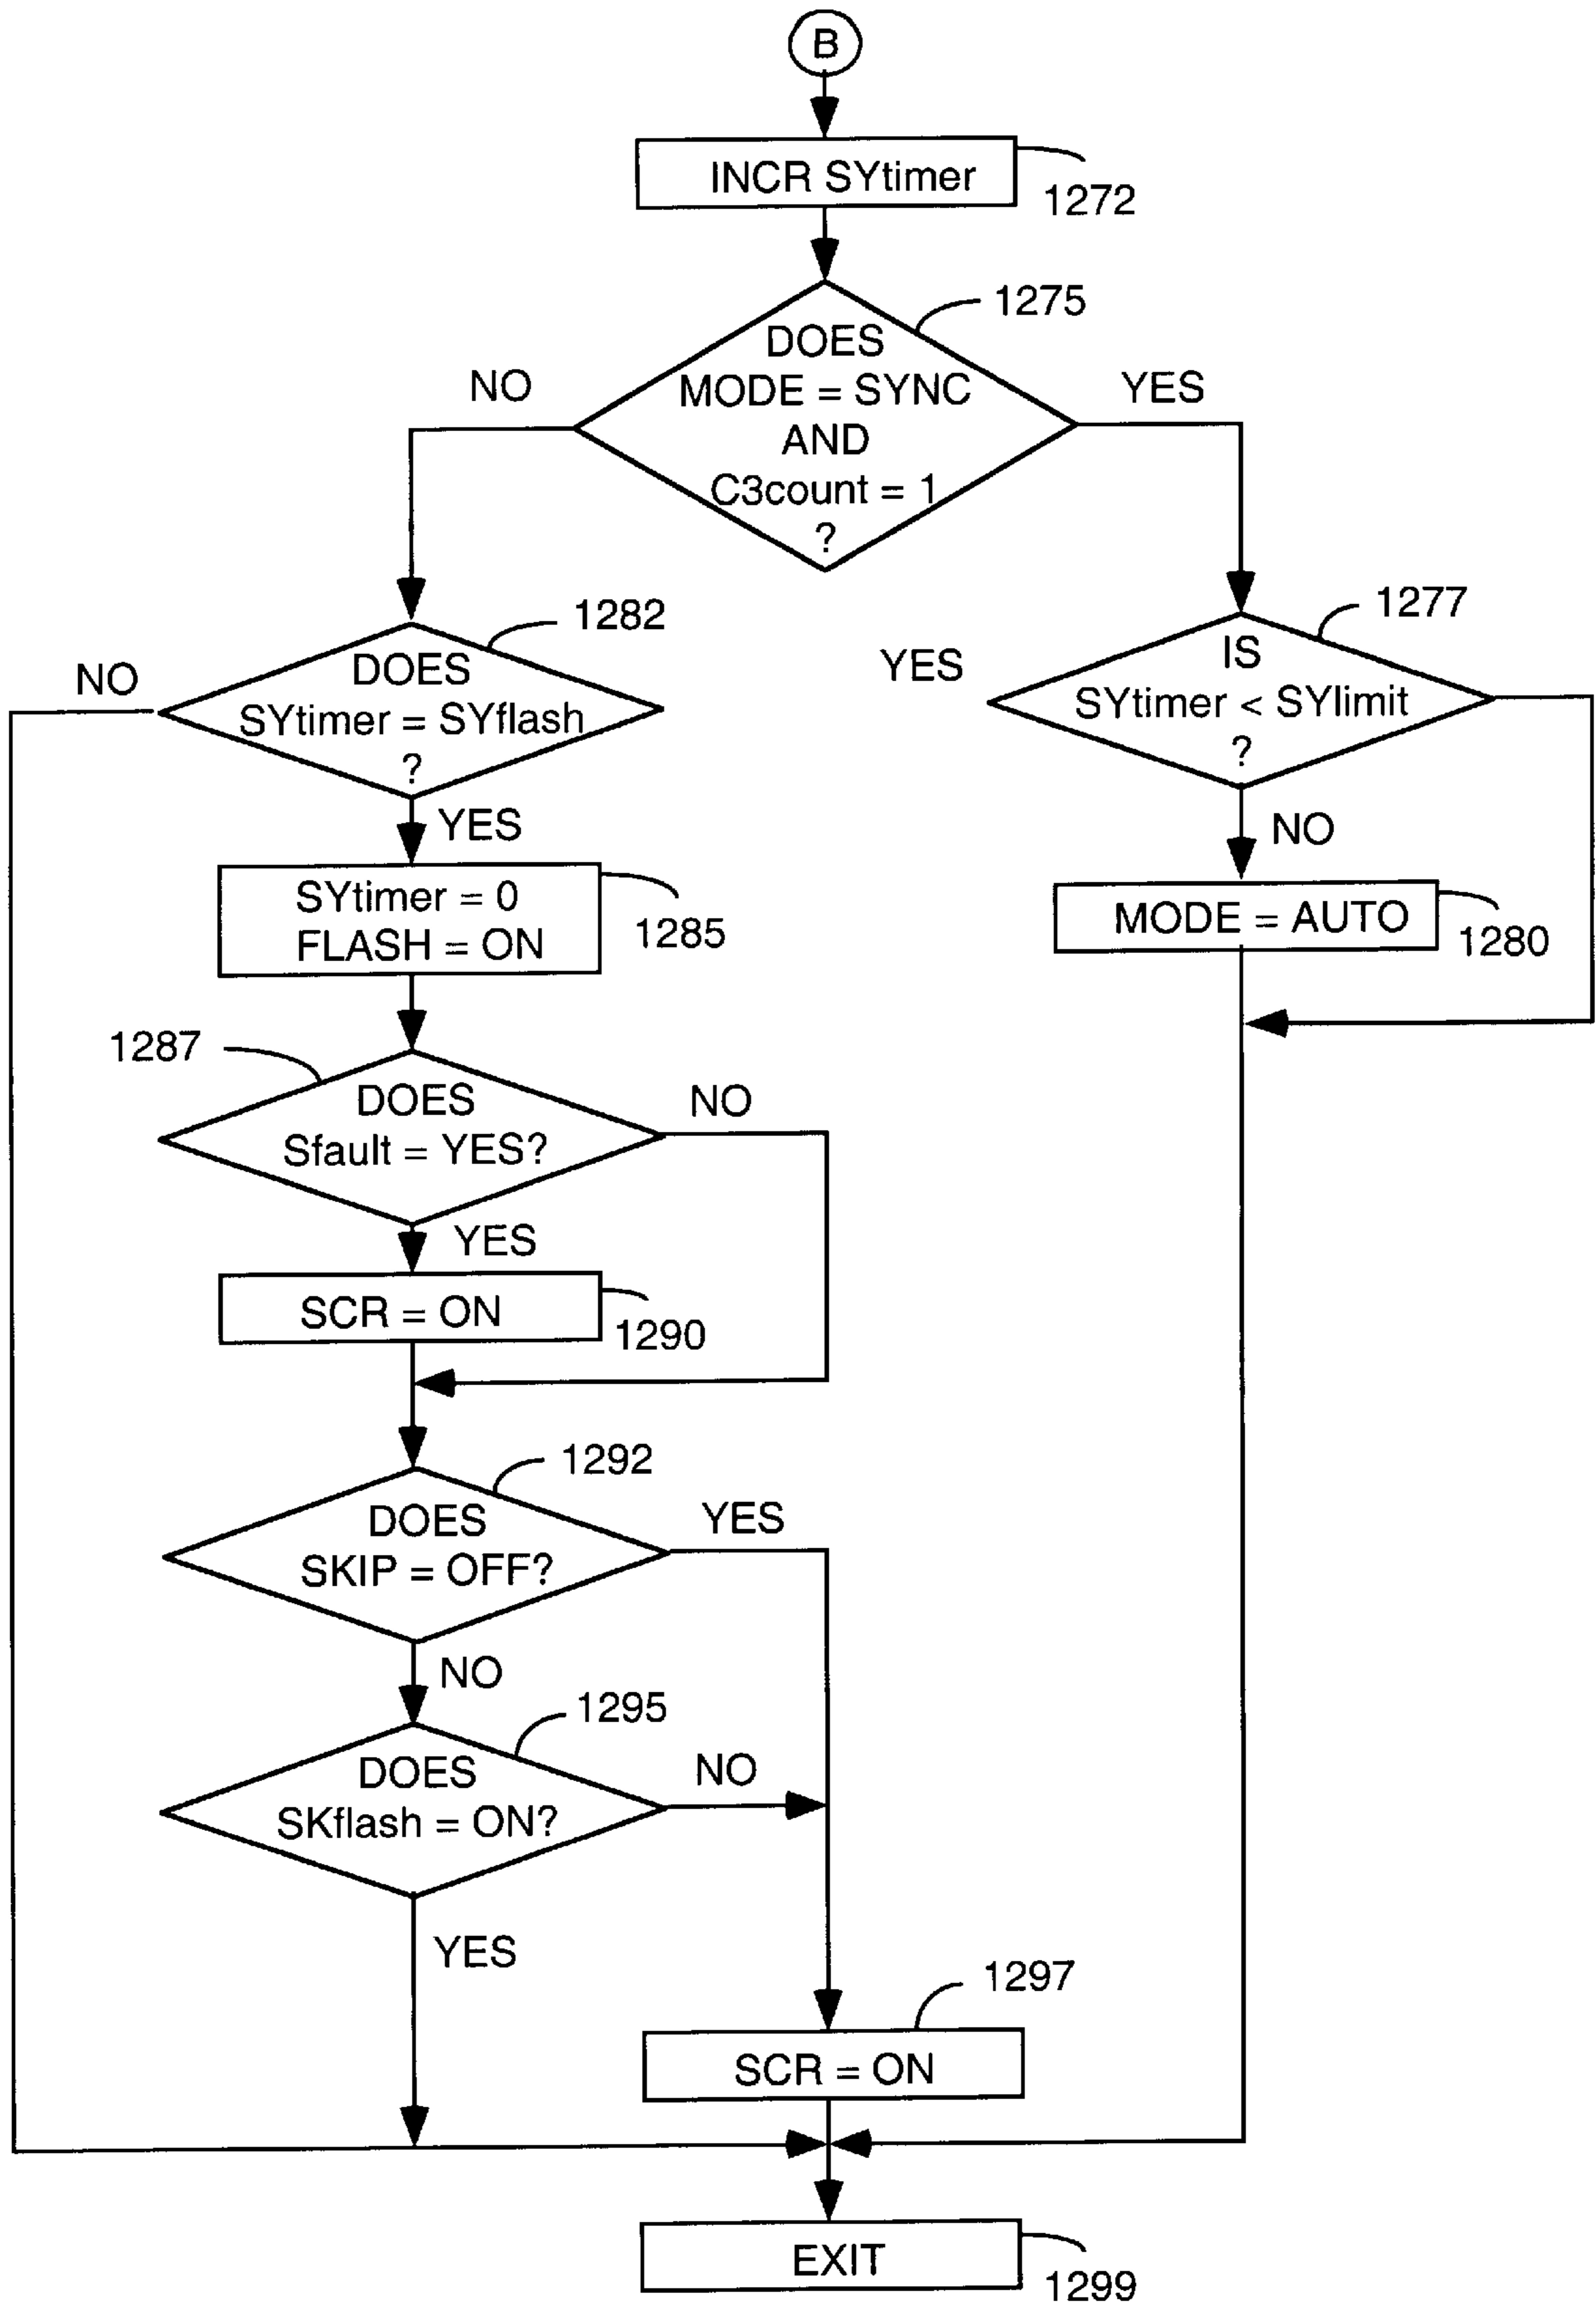 B
INCR SYtimer
1272
1275
DOES
MODE = SYNC
AND
C3count = 1
?
NO
YES
1282
DOES
SYtimer = SYflash
?
NO
YES
1277
IS
SYtimer < SYlimit
?
YES
NO
SYtimer = 0
FLASH = ON
1285
MODE = AUTO
1280
1287
DOES
Sfault = YES?
NO
YES
SCR = ON
1290
1292
DOES
SKIP = OFF?
YES
NO
1295
DOES
SKflash = ON?
NO
YES
1297
SCR = ON
EXIT
1299